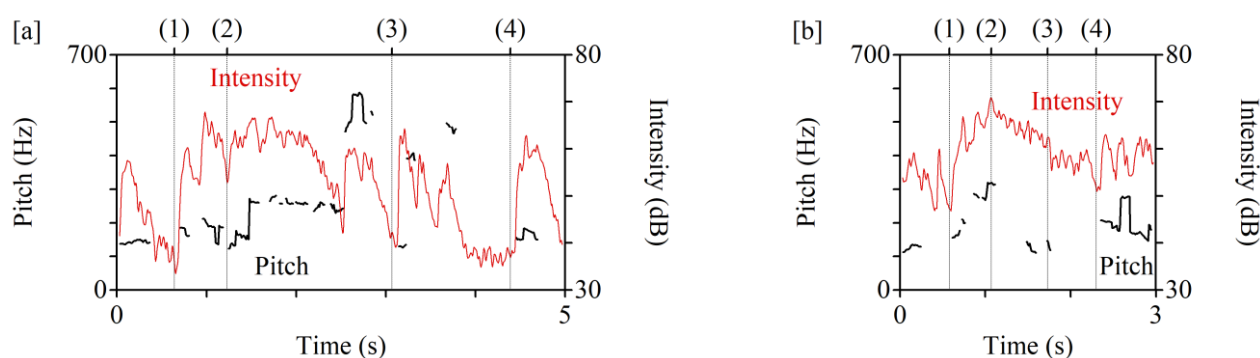 [a] (1) (2) (3) (4)
700 80
Intensity
Pitch (Hz)
Intensity (dB)
Pitch
0 30
0 5
Time (s)
[b] (1) (2) (3) (4)
700 80
Intensity
Pitch (Hz)
Intensity (dB)
Pitch
0 30
0 3
Time (s)